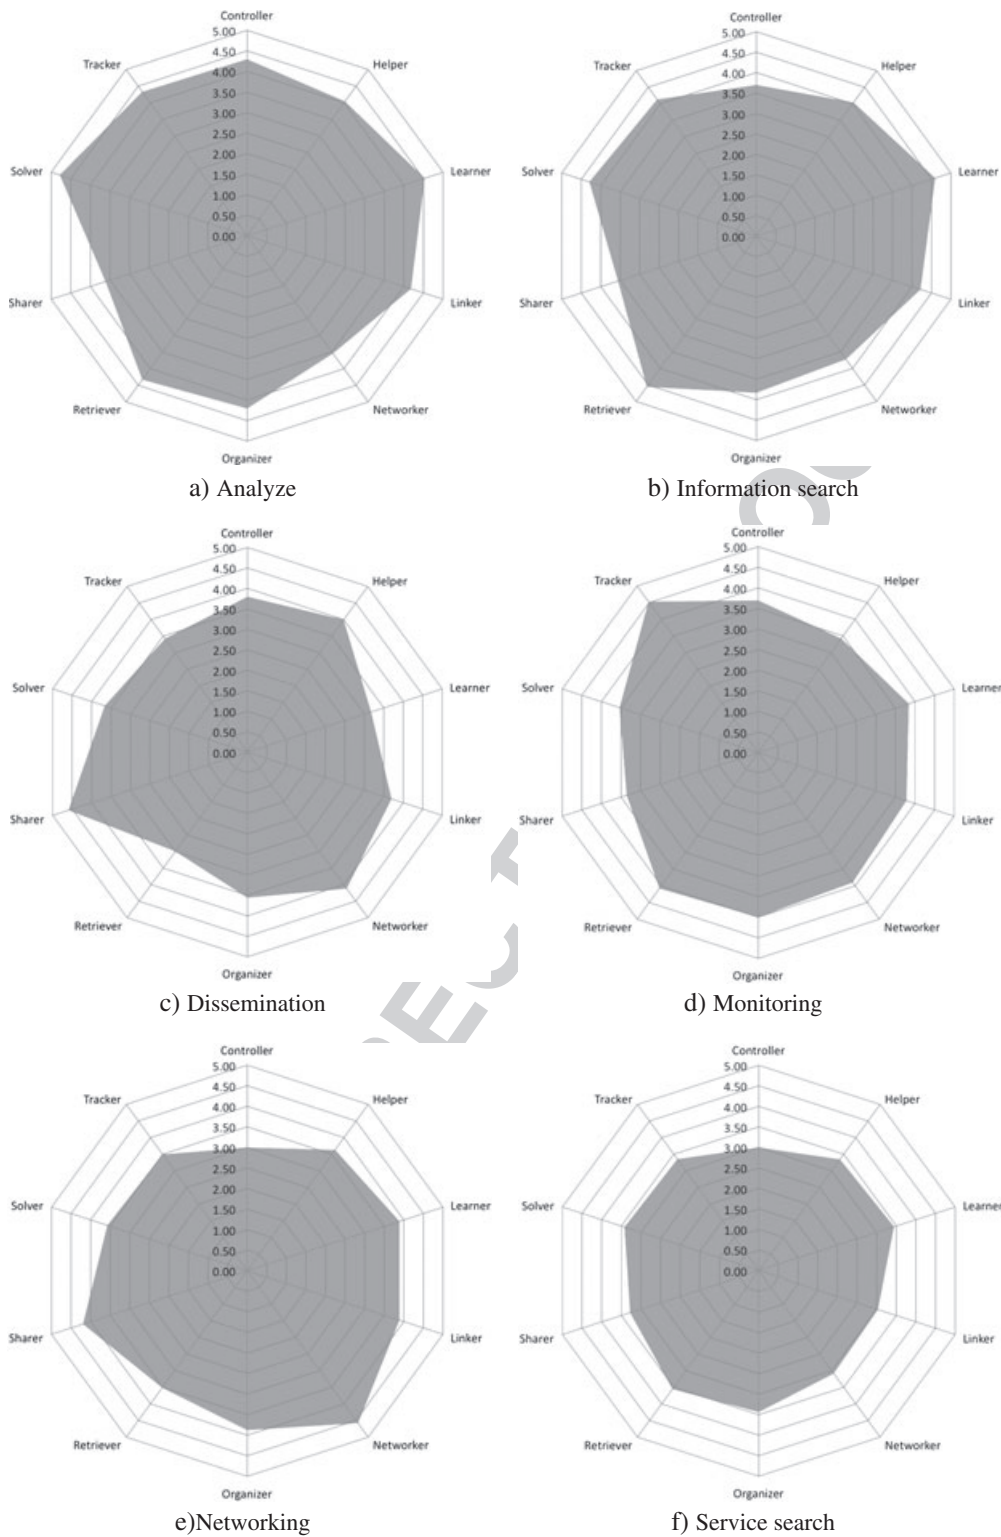 Controller
5.00
4.50
4.00
3.50
3.00
2.50
2.00
1.50
1.00
0.50
0.00
Helper
Learner
Linker
Networker
Organizer
Retriever
Sharer
Solver
Tracker
a) Analyze
Controller
5.00
4.50
4.00
3.50
3.00
2.50
2.00
1.50
1.00
0.50
0.00
Helper
Learner
Linker
Networker
Organizer
Retriever
Sharer
Solver
Tracker
b) Information search
Controller
5.00
4.50
4.00
3.50
3.00
2.50
2.00
1.50
1.00
0.50
0.00
Helper
Learner
Linker
Networker
Organizer
Retriever
Sharer
Solver
Tracker
c) Dissemination
Controller
5.00
4.50
4.00
3.50
3.00
2.50
2.00
1.50
1.00
0.50
0.00
Helper
Learner
Linker
Networker
Organizer
Retriever
Sharer
Solver
Tracker
d) Monitoring
Controller
5.00
4.50
4.00
3.50
3.00
2.50
2.00
1.50
1.00
0.50
0.00
Helper
Learner
Linker
Networker
Organizer
Retriever
Sharer
Solver
Tracker
e)Networking
Controller
5.00
4.50
4.00
3.50
3.00
2.50
2.00
1.50
1.00
0.50
0.00
Helper
Learner
Linker
Networker
Organizer
Retriever
Sharer
Solver
Tracker
f) Service search